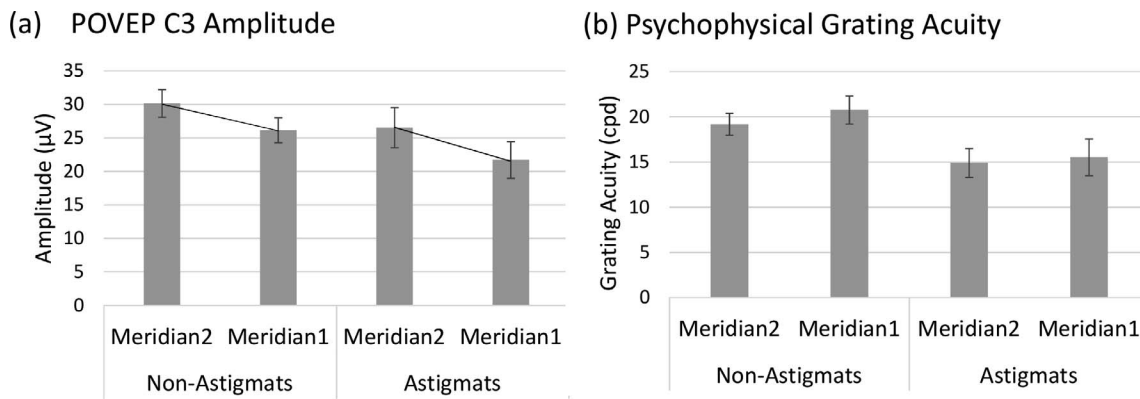 (a) POVEP C3 Amplitude
Amplitude (µV)
35
30
25
20
15
10
5
0
Meridian2 Meridian1 Meridian2 Meridian1
Non-Astigmats Astigmats
(b) Psychophysical Grating Acuity
Grating Acuity (cpd)
25
20
15
10
5
0
Meridian2 Meridian1 Meridian2 Meridian1
Non-Astigmats Astigmats